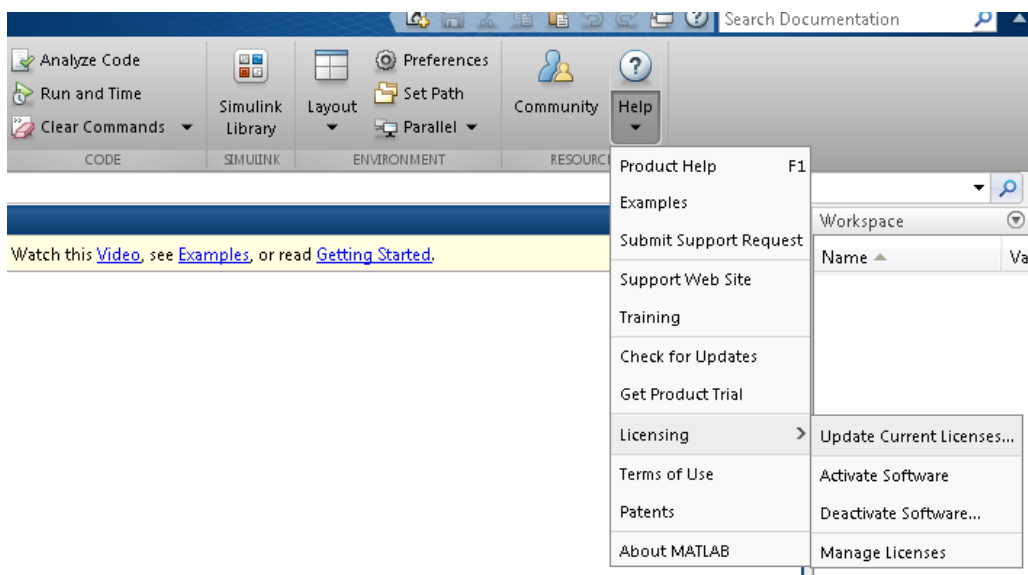 Search Documentation
Analyze Code
Run and Time
Clear Commands
CODE
Simulink
Library
SIMULINK
Layout
Preferences
Set Path
Parallel
ENVIRONMENT
Community
Help
Product Help F1
Examples
Submit Support Request
Support Web Site
Training
Check for Updates
Get Product Trial
Licensing
Terms of Use
Patents
About MATLAB
Update Current Licenses...
Activate Software
Deactivate Software...
Manage Licenses
Watch this Video, see Examples, or read Getting Started.
Workspace
Name